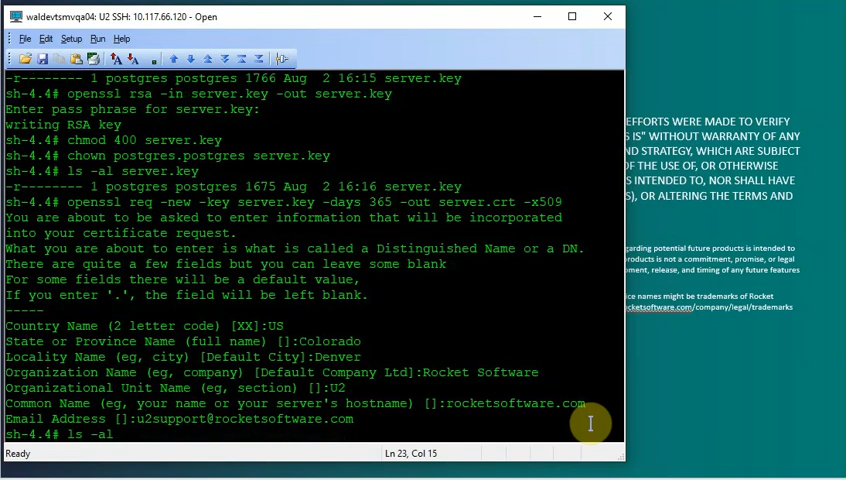 waldevtsmvqa04: U2 SSH: 10.117.66.120 - Open
File Edit Setup Run Help
-r-------- 1 postgres postgres 1766 Aug  2 16:15 server.key
sh-4.4# openssl rsa -in server.key -out server.key
Enter pass phrase for server.key:
writing RSA key
sh-4.4# chmod 400 server.key
sh-4.4# chown postgres.postgres server.key
sh-4.4# ls -al server.key
-r-------- 1 postgres postgres 1675 Aug  2 16:16 server.key
sh-4.4# openssl req -new -key server.key -days 365 -out server.crt -x509
You are about to be asked to enter information that will be incorporated
into your certificate request.
What you are about to enter is what is called a Distinguished Name or a DN.
There are quite a few fields but you can leave some blank
For some fields there will be a default value,
If you enter '.', the field will be left blank.
-----
Country Name (2 letter code) [XX]:US
State or Province Name (full name) []:Colorado
Locality Name (eg, city) [Default City]:Denver
Organization Name (eg, company) [Default Company Ltd]:Rocket Software
Organizational Unit Name (eg, section) []:U2
Common Name (eg, your name or your server's hostname) []:rocketsoftware.com
Email Address []:u2support@rocketsoftware.com
sh-4.4# ls -al
Ready Ln 23, Col 15
EFFORTS WERE MADE TO VERIFY
IS" WITHOUT WARRANTY OF ANY
ND STRATEGY, WHICH ARE SUBJECT
OF THE USE OF, OR OTHERWISE
IS INTENDED TO, NOR SHALL HAVE
S), OR ALTERING THE TERMS AND
garding potential future products is intended to
products is not a commitment, promise, or legal
opment, release, and timing of any future features
ice names might be trademarks of Rocket
cketsoftware.com/company/legal/trademarks